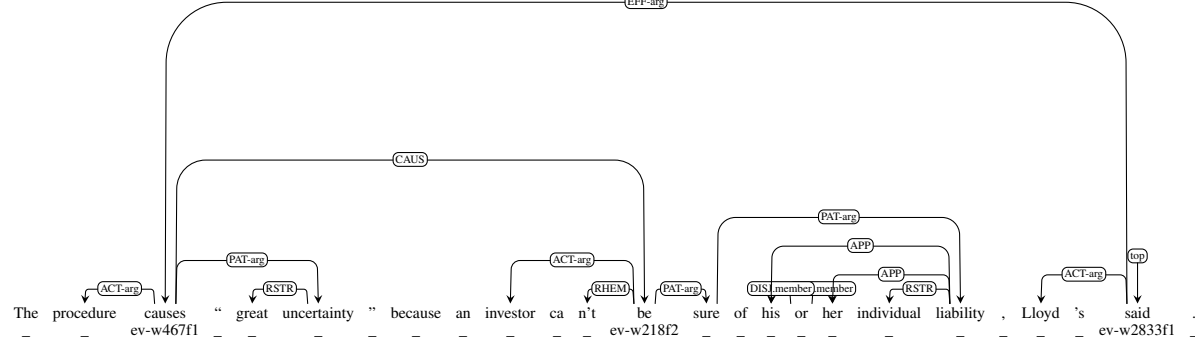 EFF-arg
CAUS
PAT-arg
APP
top
PAT-arg ACT-arg APP ACT-arg
ACT-arg RSTR RHEM PAT-arg DISJ.member .member RSTR
The procedure causes “ great uncertainty ” because an investor ca n’t be sure of his or her individual liability , Lloyd ’s said .
ev-w467f1 ev-w218f2 ev-w2833f1
_ _ _ _ _ _ _ _ _ _ _ _ _ _ _ _ _ _ _ _ _